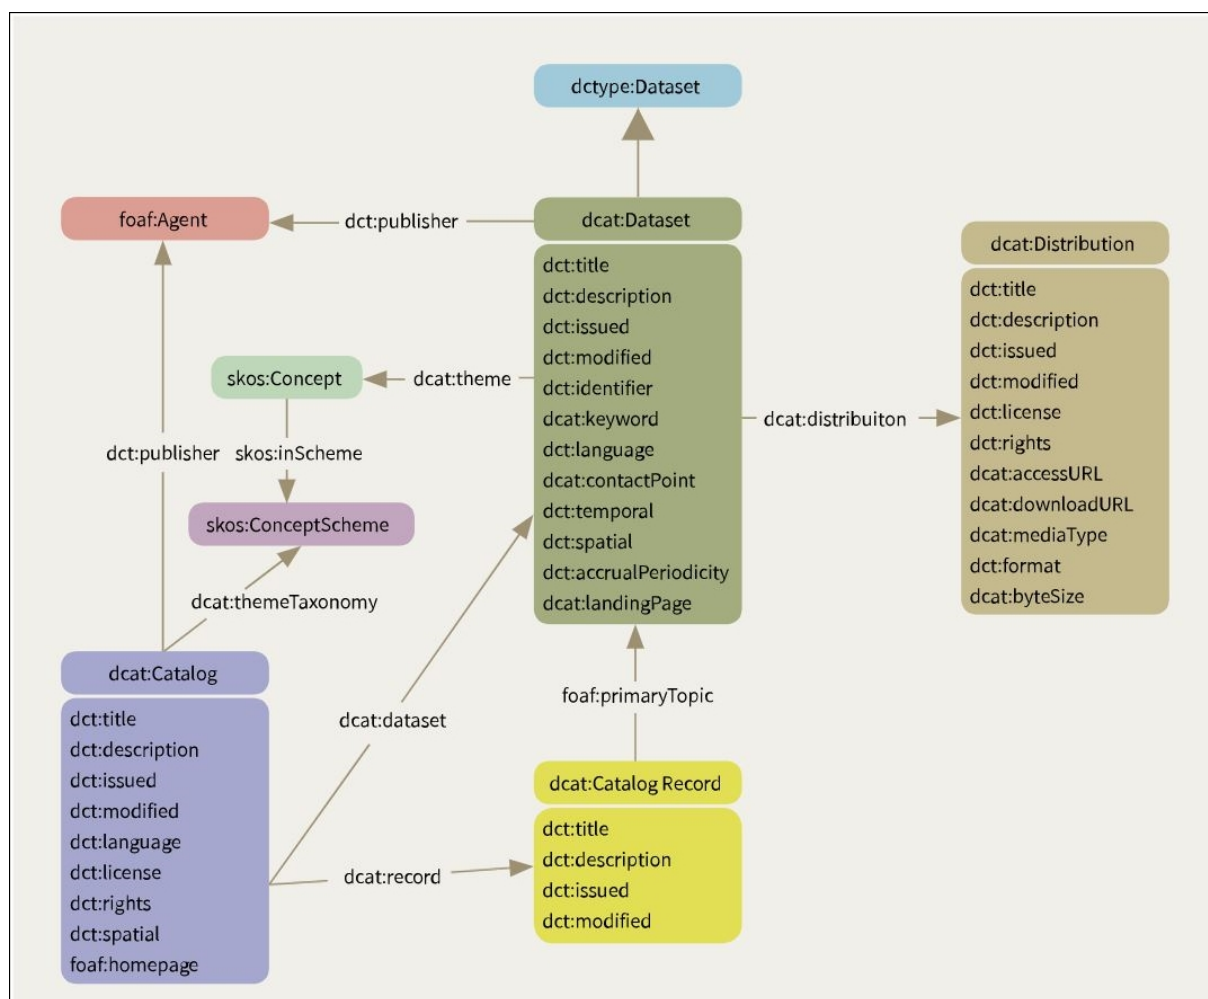 dctype:Dataset
foaf:Agent
dct:publisher
dcat:Dataset
dct:title
dct:description
dct:issued
dct:modified
dct:identifier
dcat:keyword
dct:language
dcat:contactPoint
dct:temporal
dct:spatial
dct:accrualPeriodicity
dcat:landingPage
dcat:Distribution
dct:title
dct:description
dct:issued
dct:modified
dct:license
dct:rights
dcat:accessURL
dcat:downloadURL
dcat:mediaType
dct:format
dcat:byteSize
skos:Concept
dcat:theme
dcat:distribuiton
dct:publisher
skos:inScheme
skos:ConceptScheme
dcat:themeTaxonomy
dcat:Catalog
dct:title
dct:description
dct:issued
dct:modified
dct:language
dct:license
dct:rights
dct:spatial
foaf:homepage
dcat:dataset
foaf:primaryTopic
dcat:record
dcat:Catalog Record
dct:title
dct:description
dct:issued
dct:modified